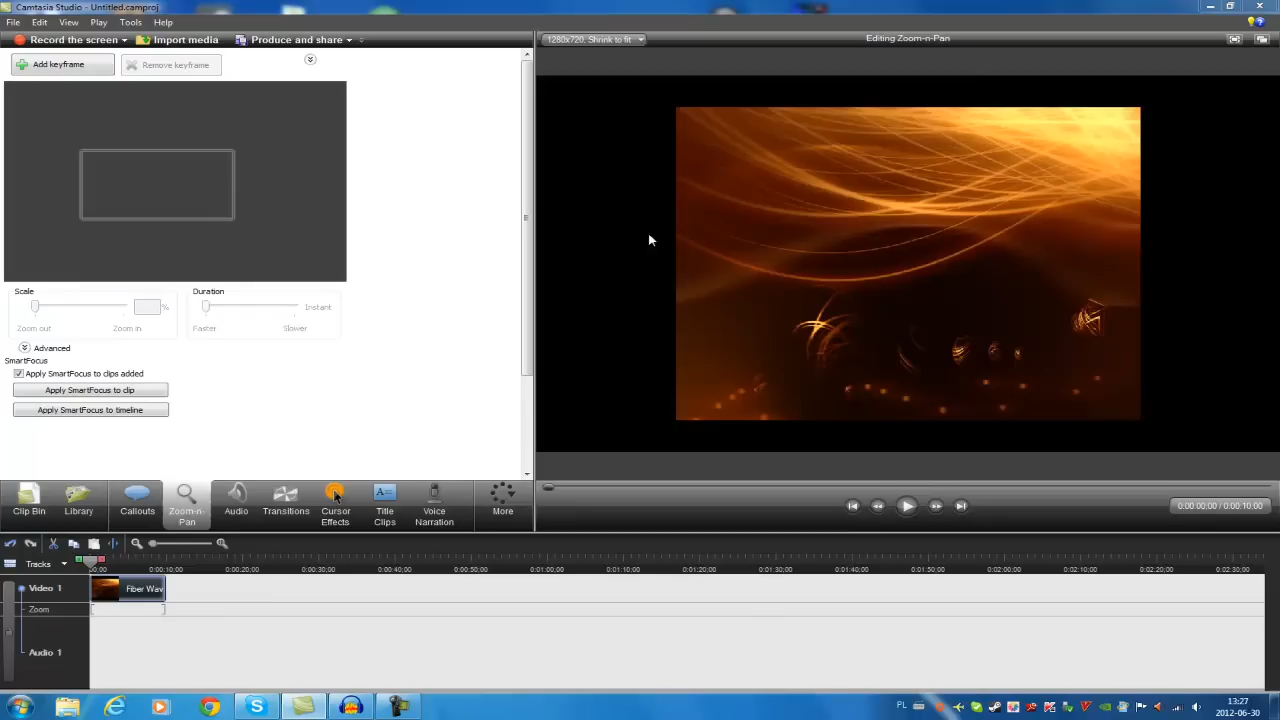 Camtasia Studio - Untitled.camproj
File Edit View Play Tools Help
Record the screen Import media Produce and share
1280x720, Shrink to fit
Editing Zoom-n-Pan
Add keyframe Remove keyframe
Scale
%
Zoom out Zoom in
Duration
Instant
Faster Slower
Advanced
SmartFocus
Apply SmartFocus to clips added
Apply SmartFocus to clip
Apply SmartFocus to timeline
Clip Bin
Library
Callouts
Zoom-n-Pan
Audio
Transitions
Cursor Effects
Title Clips
Voice Narration
More
0:00:00;00 / 0:00:10;00
Tracks
0:00:10;00 0:00:20;00 0:00:30;00 0:00:40;00 0:00:50;00 0:01:00;00 0:01:10;00 0:01:20;00 0:01:30;00 0:01:40;00 0:01:50;00 0:02:00;00 0:02:10;00 0:02:20;00 0:02:30;00
Video 1
Fiber Wav
Zoom
Audio 1
PL
13:27
2012-06-30